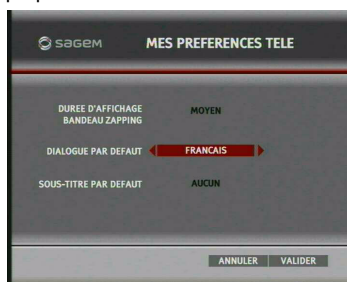 SAGEM
MES PREFERENCES TELE
DUREE D'AFFICHAGE
BANDEAU ZAPPING
MOYEN
DIALOGUE PAR DEFAUT
FRANCAIS
SOUS-TITRE PAR DEFAUT
AUCUN
ANNULER
VALIDER